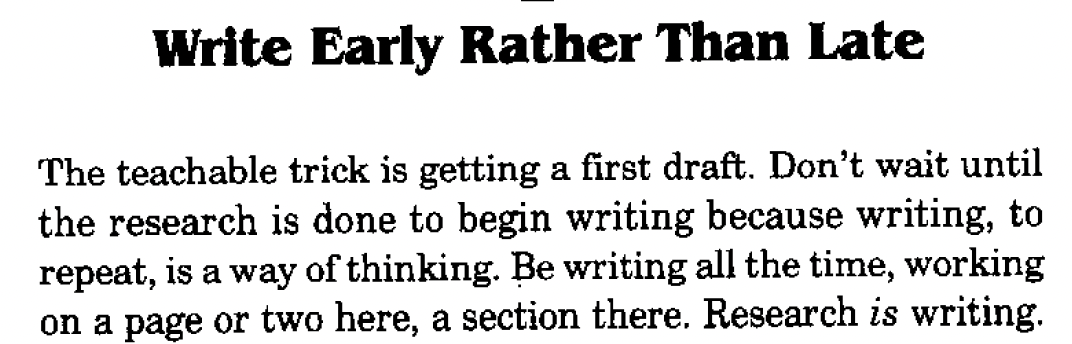 Write Early Rather Than Late
The teachable trick is getting a first draft. Don't wait until
the research is done to begin writing because writing, to
repeat, is a way of thinking. Be writing all the time, working
on a page or two here, a section there. Research is writing.